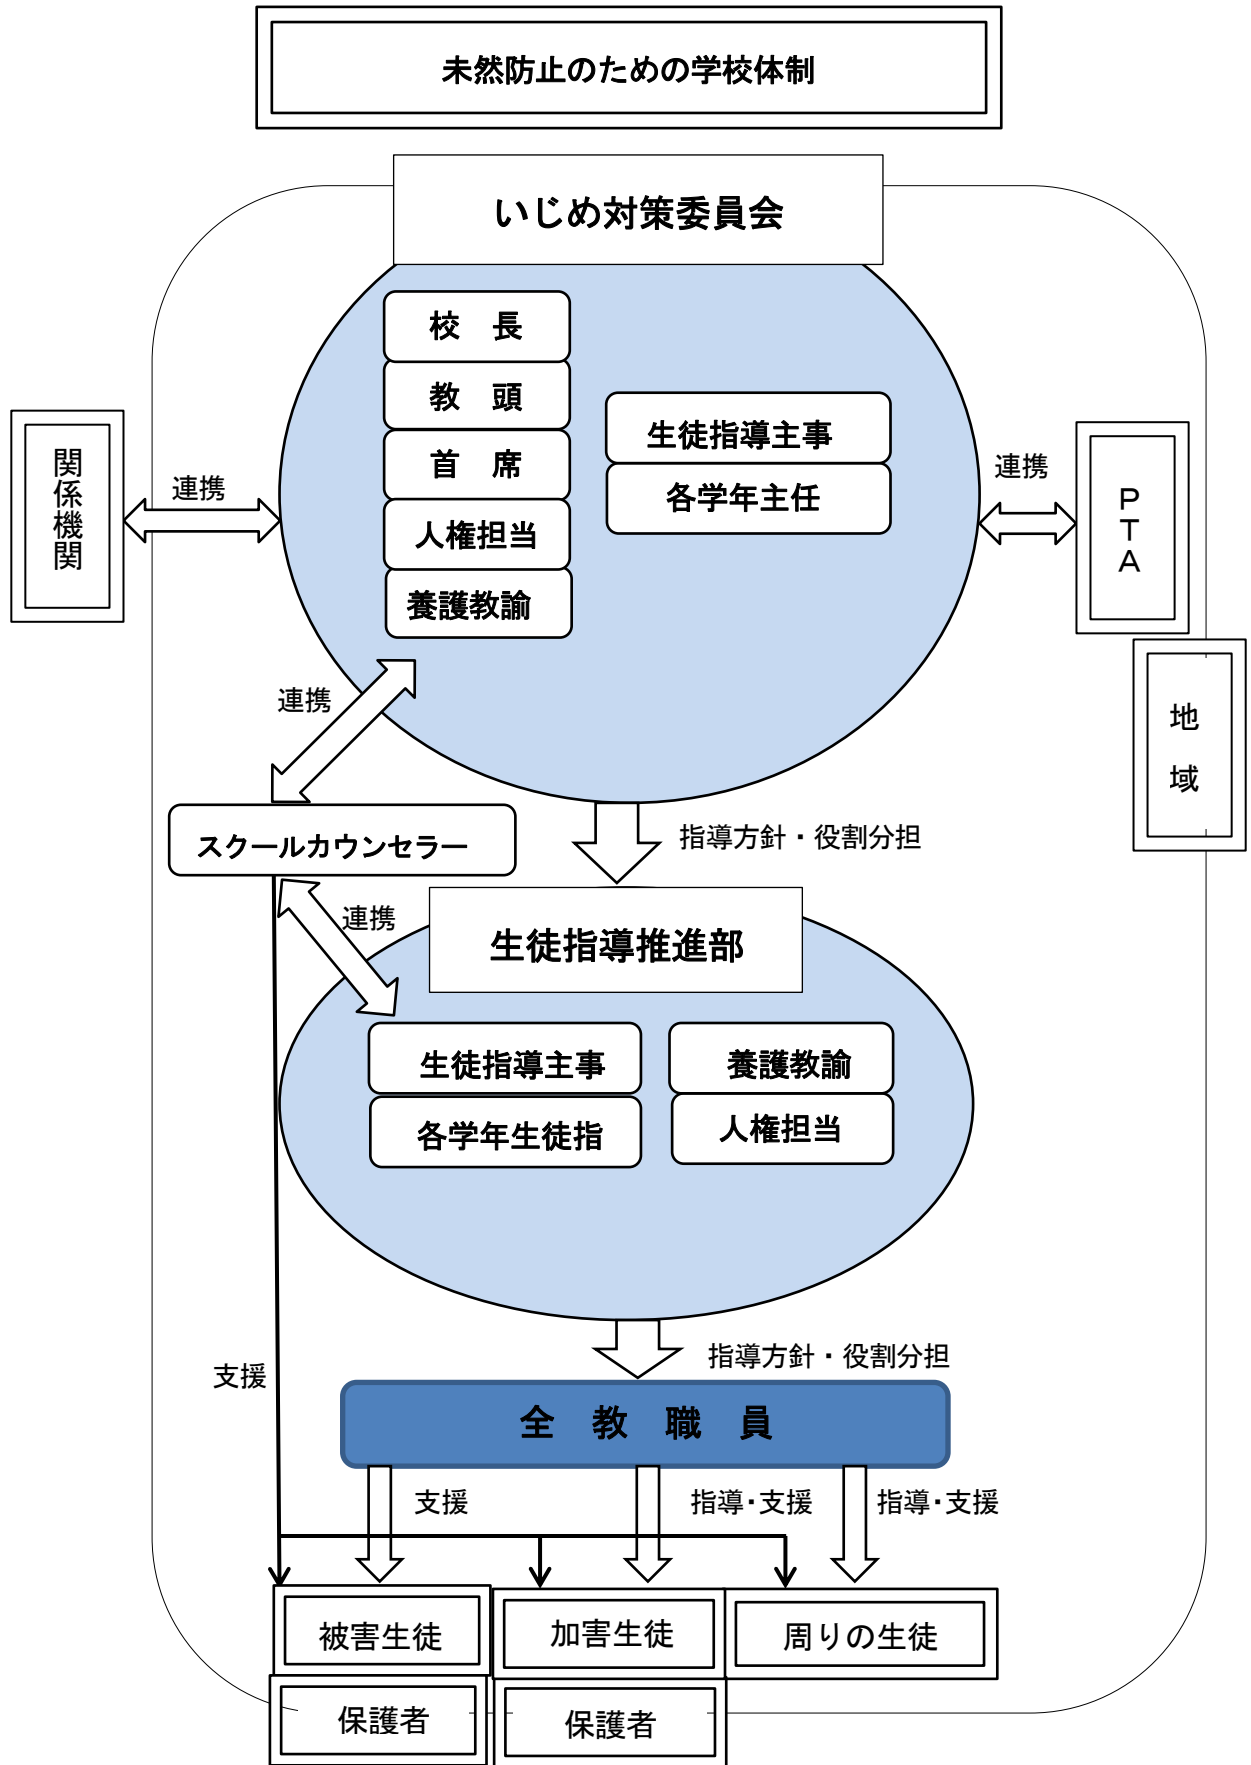 未然防止のための学校体制
いじめ対策委員会
校　長
教　頭
首　席
人権担当
養護教諭
生徒指導主事
各学年主任
関係機関
連携
連携
PTA
地域
連携
スクールカウンセラー
指導方針・役割分担
連携
生徒指導推進部
生徒指導主事
各学年生徒指
養護教諭
人権担当
指導方針・役割分担
支援
全　教　職　員
支援
指導・支援
指導・支援
被害生徒
加害生徒
周りの生徒
保護者
保護者